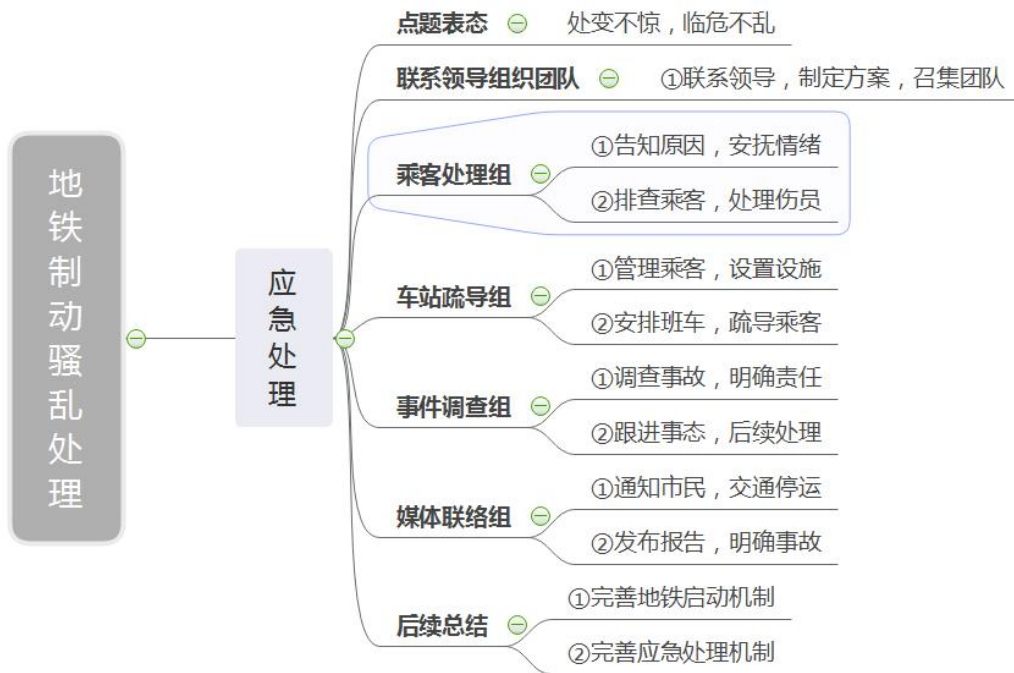 地铁制动骚乱处理
应急处理
点题表态
处变不惊，临危不乱
联系领导组织团队
①联系领导，制定方案，召集团队
乘客处理组
①告知原因，安抚情绪
②排查乘客，处理伤员
车站疏导组
①管理乘客，设置设施
②安排班车，疏导乘客
事件调查组
①调查事故，明确责任
②跟进事态，后续处理
媒体联络组
①通知市民，交通停运
②发布报告，明确事故
后续总结
①完善地铁启动机制
②完善应急处理机制